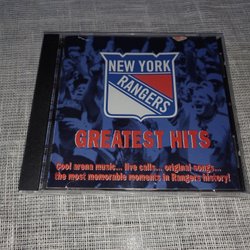 NEW YORK
RANGERS
GREATEST HITS
Cool arena music... live calls... original songs...
the most memorable moments in Rangers history!